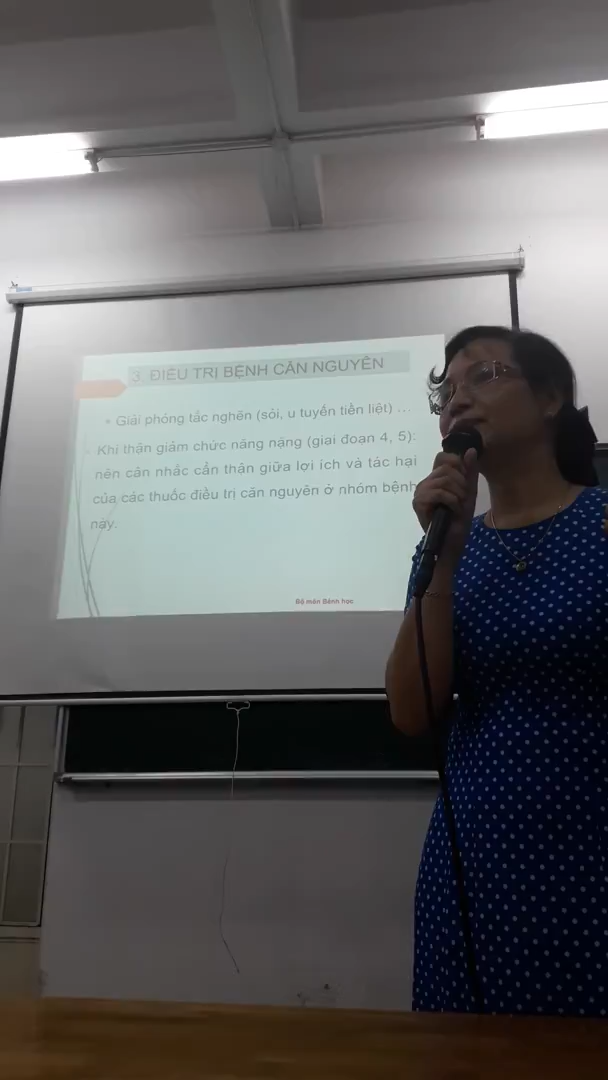 3. ĐIỀU TRỊ BỆNH CĂN NGUYÊN
Giải phóng tắc nghẽn (sỏi, u tuyến tiền liệt) ...
Khi thận giảm chức năng nặng (giai đoạn 4, 5):
nên cân nhắc cẩn thận giữa lợi ích và tác hại
của các thuốc điều trị căn nguyên ở nhóm bệnh
này.
Bộ môn Bệnh học